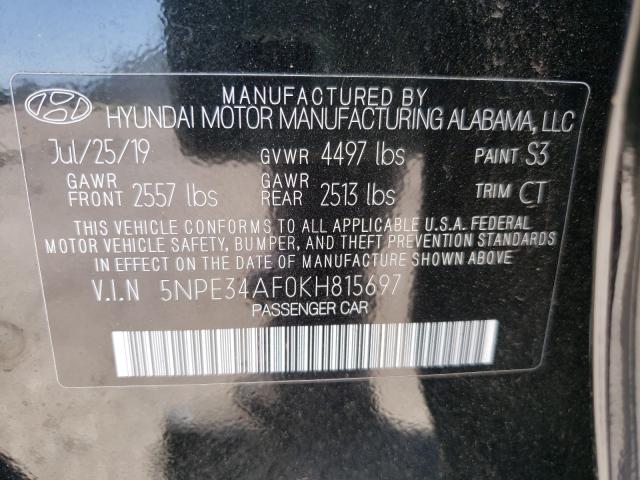 MANUFACTURED BY
HYUNDAI MOTOR MANUFACTURING ALABAMA, LLC
Jul/25/19 GVWR 4497 lbs PAINT S3
GAWR FRONT 2557 lbs GAWR REAR 2513 lbs TRIM CT
THIS VEHICLE CONFORMS TO ALL APPLICABLE U.S.A. FEDERAL
MOTOR VEHICLE SAFETY, BUMPER, AND THEFT PREVENTION STANDARDS
IN EFFECT ON THE DATE OF MANUFACTURE SHOWN ABOVE.
V.I.N 5NPE34AF0KH815697
PASSENGER CAR